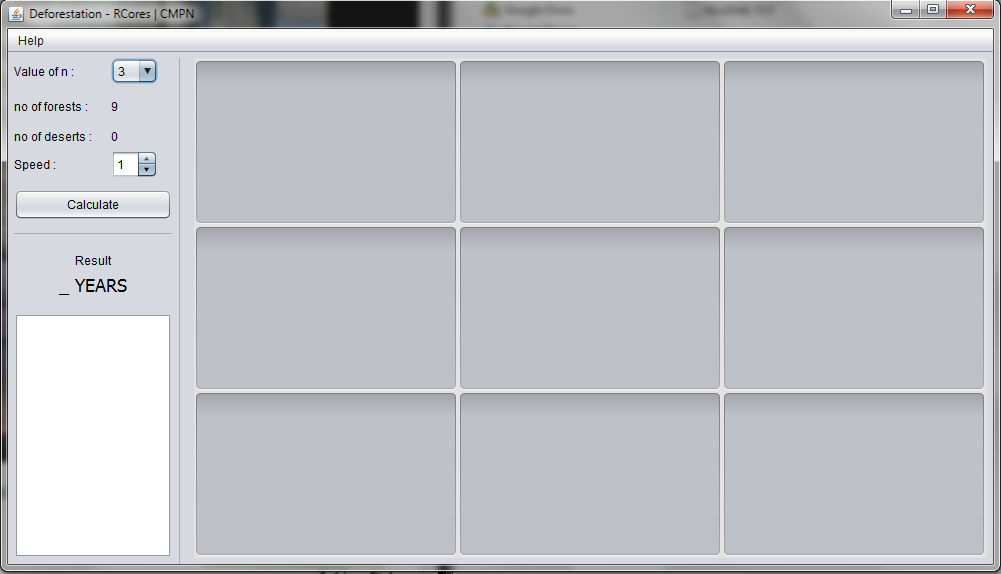 Deforestation - RCores | CMPN
Help
Value of n : 3
no of forests : 9
no of deserts : 0
Speed : 1
Calculate
Result
_ YEARS